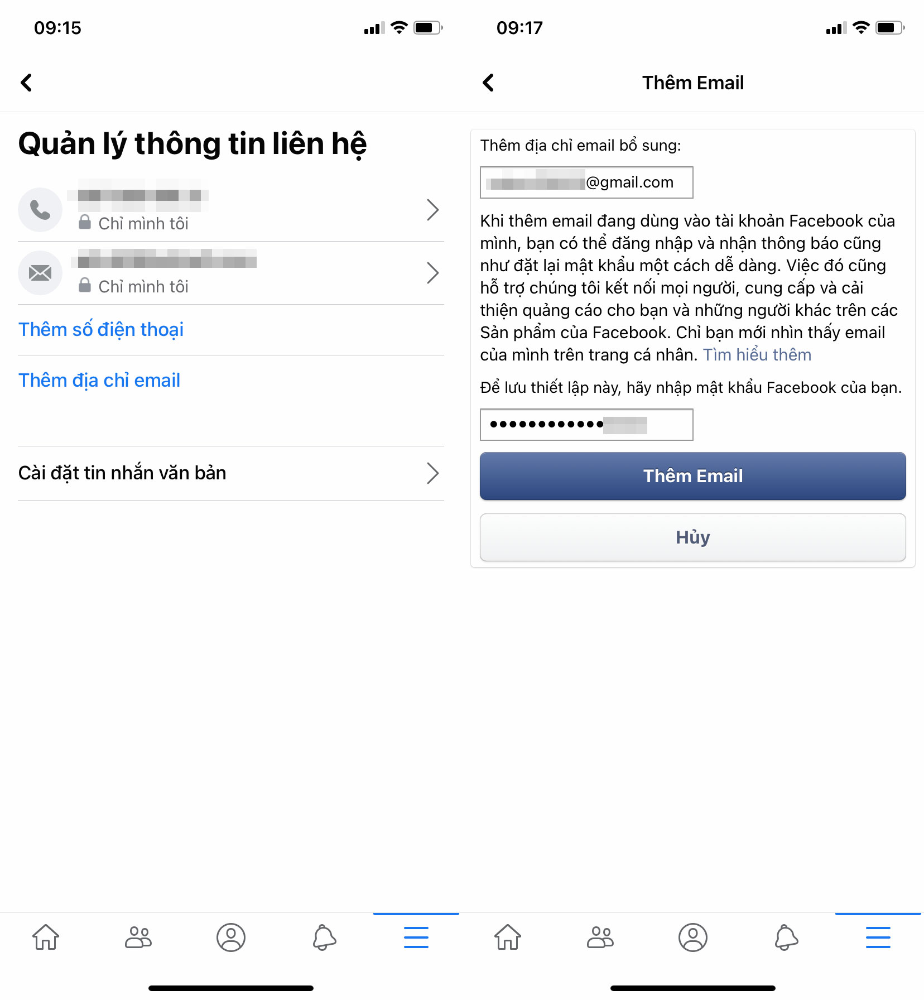 09:15
Quản lý thông tin liên hệ
Chỉ mình tôi
Chỉ mình tôi
Thêm số điện thoại
Thêm địa chỉ email
Cài đặt tin nhắn văn bản
09:17
Thêm Email
Thêm địa chỉ email bổ sung:
@gmail.com
Khi thêm email đang dùng vào tài khoản Facebook của
mình, bạn có thể đăng nhập và nhận thông báo cũng
như đặt lại mật khẩu một cách dễ dàng. Việc đó cũng
hỗ trợ chúng tôi kết nối mọi người, cung cấp và cải
thiện quảng cáo cho bạn và những người khác trên các
Sản phẩm của Facebook. Chỉ bạn mới nhìn thấy email
của mình trên trang cá nhân. Tìm hiểu thêm
Để lưu thiết lập này, hãy nhập mật khẩu Facebook của bạn.
Thêm Email
Hủy